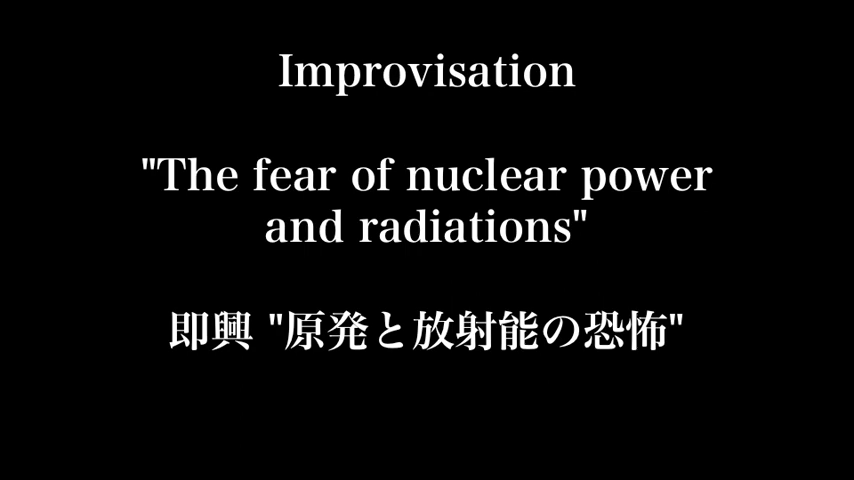 Improvisation
"The fear of nuclear power
and radiations"
即興 "原発と放射能の恐怖"